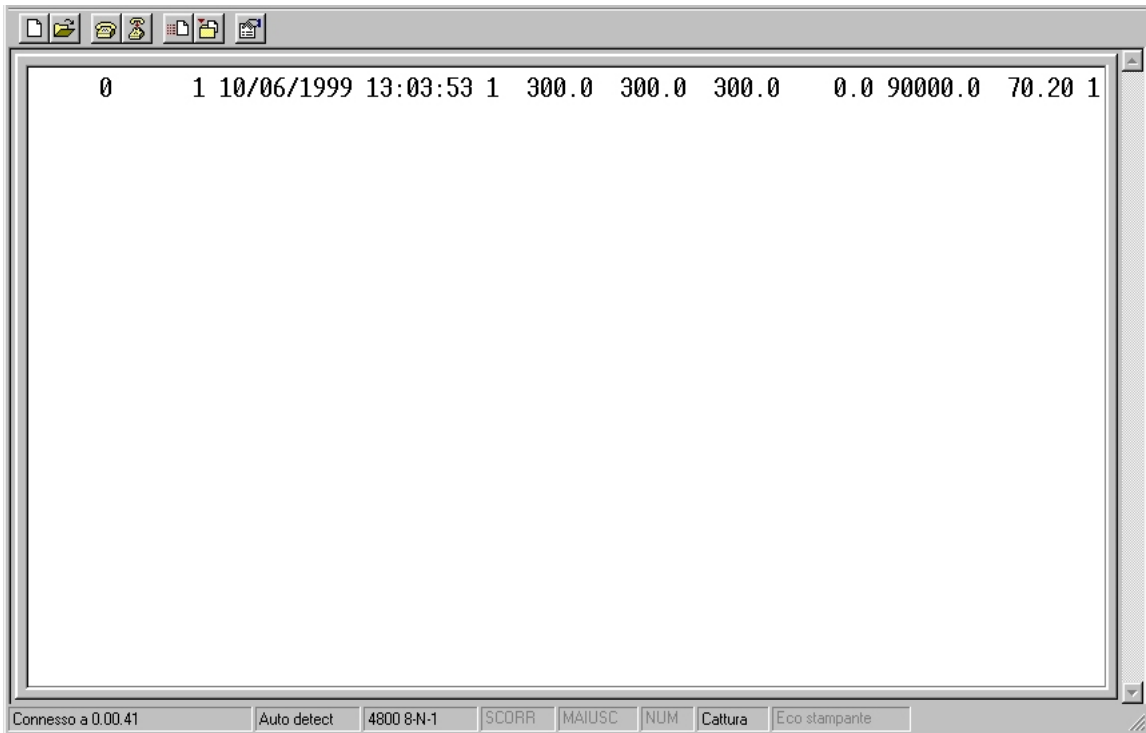 0 1 10/06/1999 13:03:53 1 300.0 300.0 300.0 0.0 90000.0 70.20 1
Connesso a 0.00.41 Auto detect 4800 8-N-1 SCORR MAIUSC NUM Cattura Eco stampante